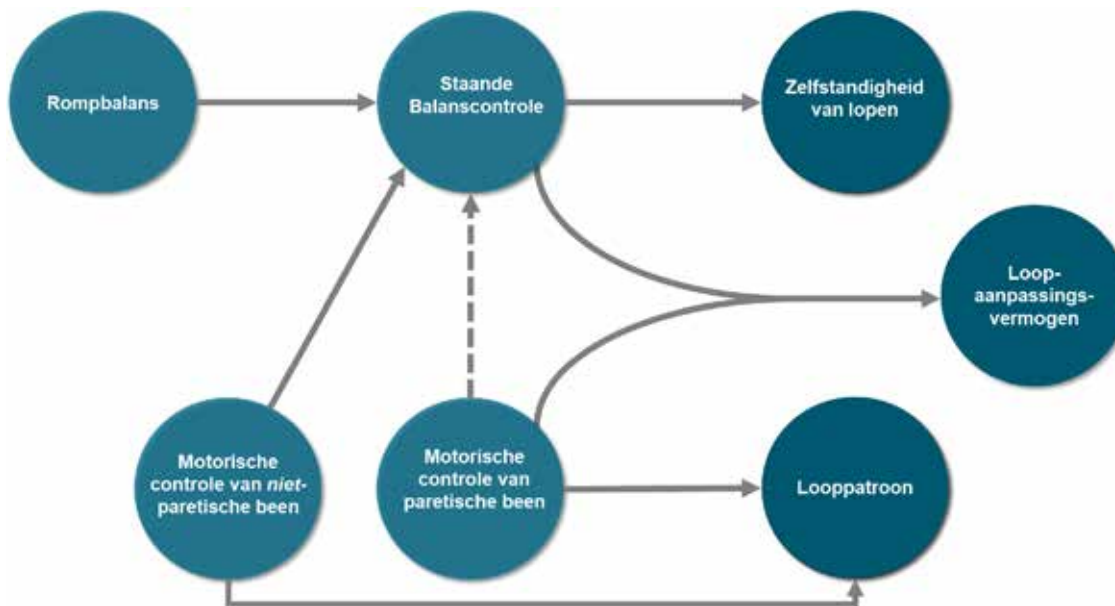 Rompbalans
Staande
Balanscontrole
Zelfstandigheid
van lopen
Loop-
aanpassings-
vermogen
Motorische
controle van niet-
paretische been
Motorische
controle van
paretische been
Looppatroon